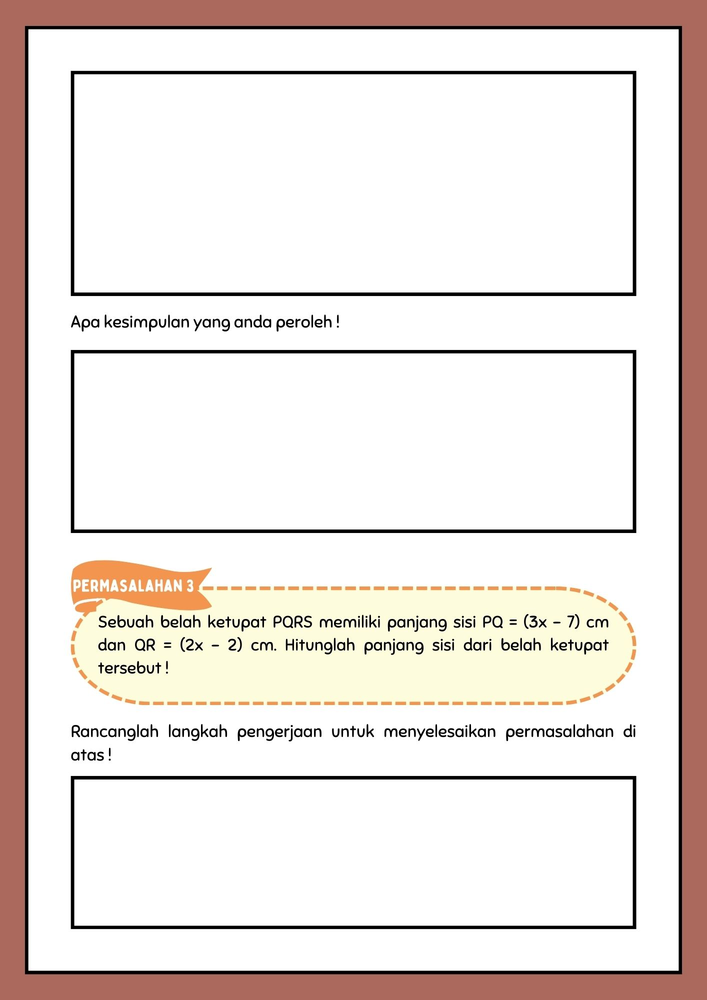 Apa kesimpulan yang anda peroleh !
PERMASALAHAN 3
Sebuah belah ketupat PQRS memiliki panjang sisi PQ = (3x - 7) cm
dan QR = (2x - 2) cm. Hitunglah panjang sisi dari belah ketupat
tersebut !
Rancanglah langkah pengerjaan untuk menyelesaikan permasalahan di
atas !